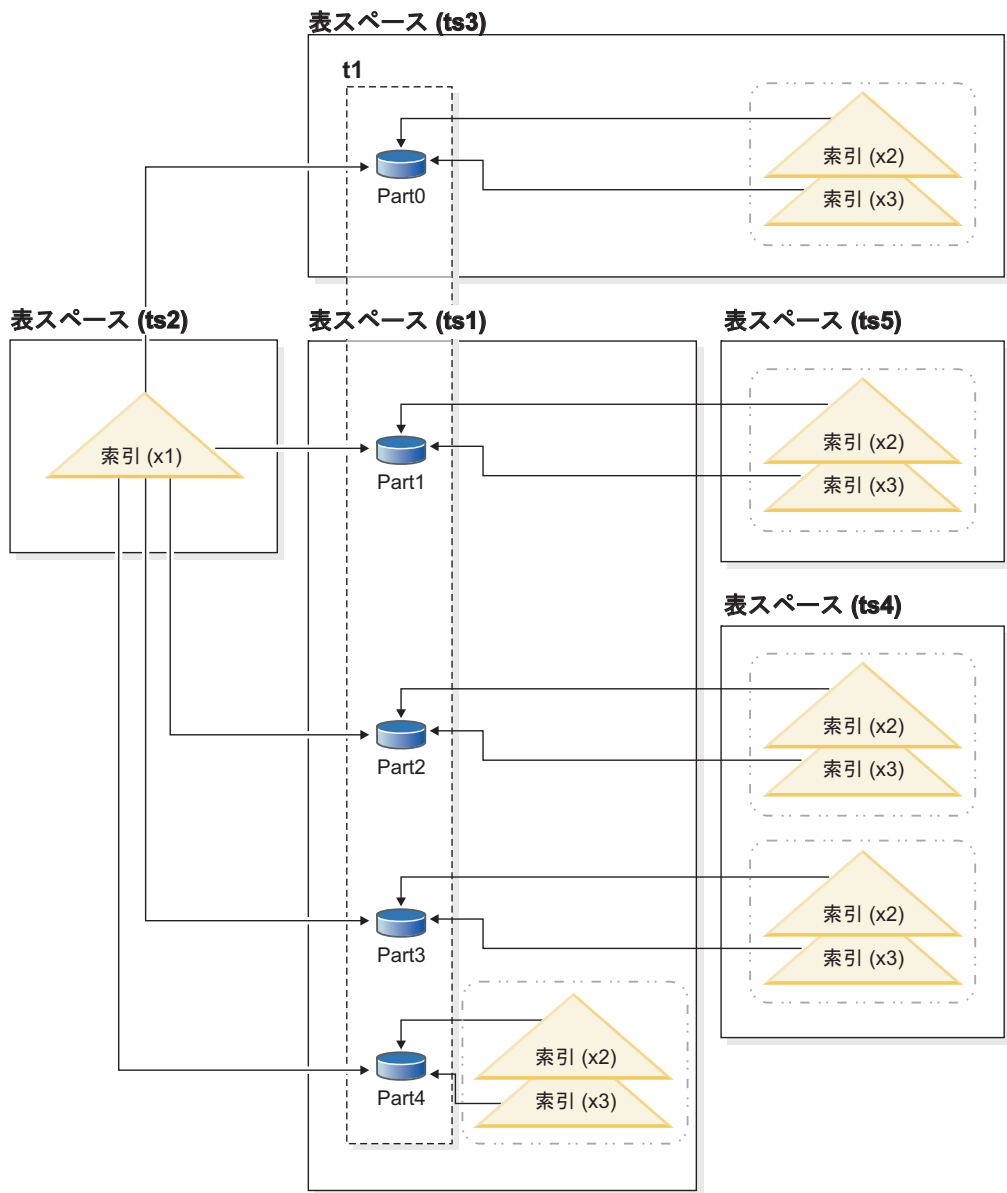 表スペース (ts3)
t1
Part0
索引 (x2)
索引 (x3)
表スペース (ts2)
索引 (x1)
表スペース (ts1)
Part1
表スペース (ts5)
索引 (x2)
索引 (x3)
表スペース (ts4)
Part2
索引 (x2)
索引 (x3)
Part3
索引 (x2)
索引 (x3)
Part4
索引 (x2)
索引 (x3)